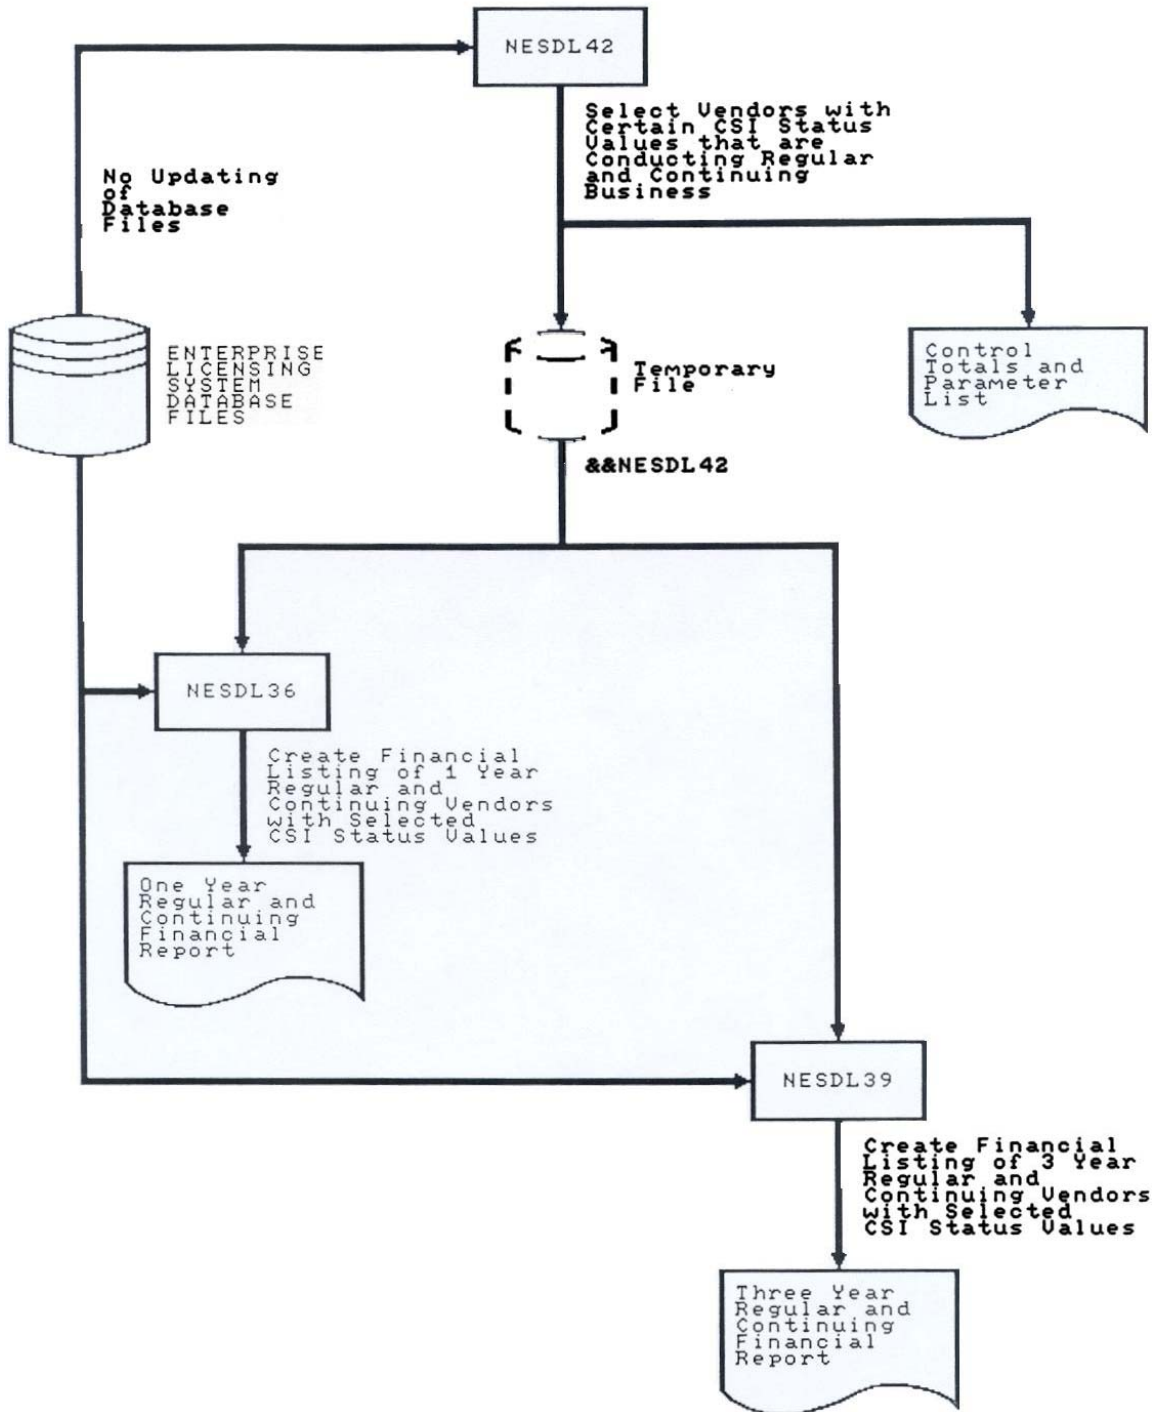 NESDL42
Select Vendors with
Certain CSI Status
Values that are
Conducting Regular
and Continuing
Business
No Updating
of
Database
Files
ENTERPRISE
LICENSING
SYSTEM
DATABASE
FILES
Temporary
File
Control
Totals and
Parameter
List
&&NESDL42
NESDL36
Create Financial
Listing of 1 Year
Regular and
Continuing Vendors
with Selected
CSI Status Values
One Year
Regular and
Continuing
Financial
Report
NESDL39
Create Financial
Listing of 3 Year
Regular and
Continuing Vendors
with Selected
CSI Status Values
Three Year
Regular and
Continuing
Financial
Report